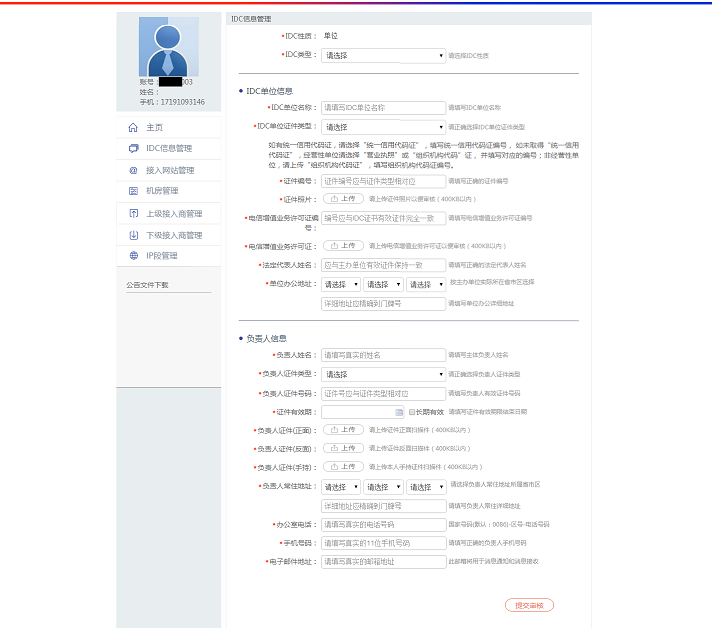 账号：
003
姓名：
手机：17191093146
主页
IDC信息管理
接入网站管理
机房管理
上级接入商管理
下级接入商管理
IP段管理
公告文件下载
IDC信息管理
*IDC性质： 单位
*IDC类型： 请选择 请选择IDC性质
IDC单位信息
*IDC单位名称： 请填写IDC单位名称 请填写IDC单位名称
*IDC单位证件类型： 请选择 请正确选择IDC单位证件类型
如有统一信用代码证，请选择“统一信用代码证”，填写统一信用代码证编号， 如未取得“统一信用
代码证”，经营性单位请选择“营业执照”或“组织机构代码”证， 并填写对应的编号；非经营性单
位，请上传“组织机构代码证”，填写组织机构代码证编号。
*证件编号： 证件编号应与证件类型相对应 请填写正确的证件编号
*证件照片： 上传 请上传证件照片以便审核（400KB以内）
*电信增值业务许可证编号： 编号应与IDC证书有效证件完全一致 请填写电信增值业务许可证编号
*电信增值业务许可证： 上传 请上传电信增值业务许可证以便审核（400KB以内）
*法定代表人姓名： 应与主办单位有效证件保持一致 请填写正确的法定代表人姓名
*单位办公地址： 请选择 请选择 请选择 按主办单位实际所在省市区选择
详细地址应精确到门牌号 请填写单位办公详细地址
负责人信息
*负责人姓名： 请填写真实的姓名 请填写主体负责人姓名
*负责人证件类型： 请选择 请正确选择负责人证件类型
*负责人证件号码： 证件号应与证件类型相对应 请填写负责人有效证件号码
*证件有效期： 长期有效 请填写证件有效期限结束日期
*负责人证件(正面)： 上传 请上传证件正面扫描件（400KB以内）
*负责人证件(反面)： 上传 请上传证件反面扫描件（400KB以内）
*负责人证件(手持)： 上传 请上传本人手持证件扫描件（400KB以内）
*负责人常住地址： 请选择 请选择 请选择 请选择负责人常住地址所属省市区
详细地址应精确到门牌号 请填写负责人常住详细地址
*办公室电话： 请填写真实的电话号码 国家号码(默认：0086)-区号-电话号码
*手机号码： 请填写真实的11位手机号码 请填写正确的负责人手机号码
*电子邮件地址： 请填写真实的邮箱地址 此邮箱将用于消息通知和消息接收
提交审核